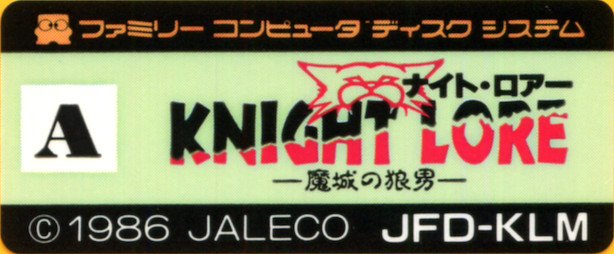 ファミリー コンピュータ ディスク システム
A
ナイト・ロアー
KNIGHT LORE
―魔城の狼男―
© 1986 JALECO JFD-KLM